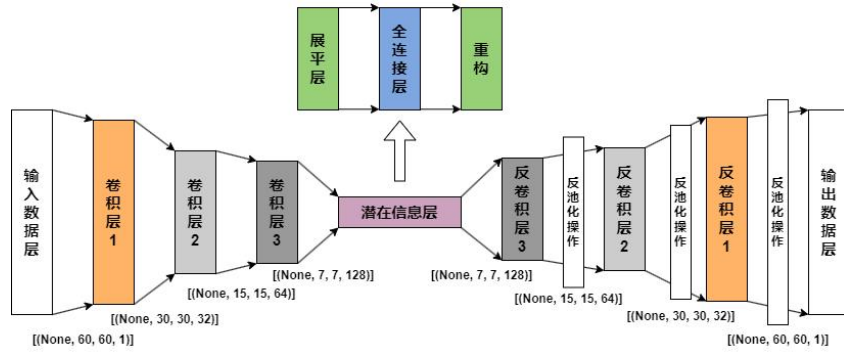 展平层
全连接层
重构
输入数据层
卷积层1
卷积层2
卷积层3
潜在信息层
反卷积层3
反池化操作
反卷积层2
反池化操作
反卷积层1
反池化操作
输出数据层
[(None, 7, 7, 128)]
[(None, 7, 7, 128)]
[(None, 15, 15, 64)]
[(None, 15, 15, 64)]
[(None, 30, 30, 32)]
[(None, 30, 30, 32)]
[(None, 60, 60, 1)]
[(None, 60, 60, 1)]